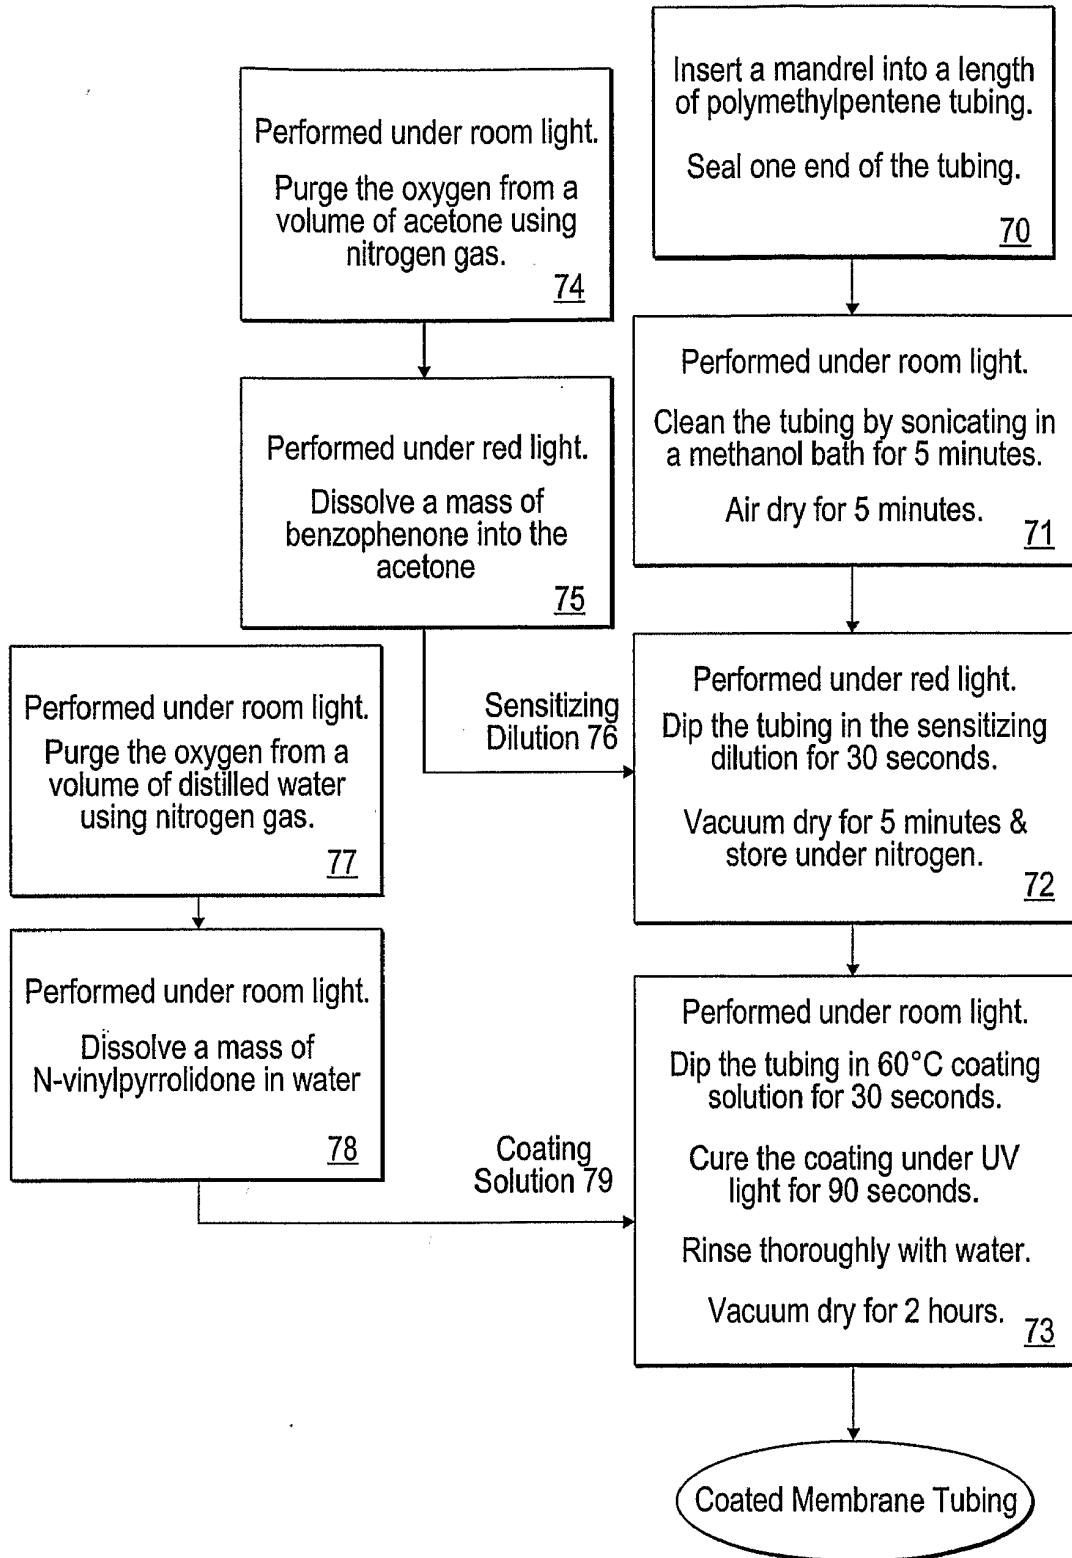 Insert a mandrel into a length
of polymethylpentene tubing.
Seal one end of the tubing.
70
Performed under room light.
Purge the oxygen from a
volume of acetone using
nitrogen gas.
74
Performed under room light.
Clean the tubing by sonicating in
a methanol bath for 5 minutes.
Air dry for 5 minutes.
71
Performed under red light.
Dissolve a mass of
benzophenone into the
acetone
75
Sensitizing
Dilution 76
Performed under red light.
Dip the tubing in the sensitizing
dilution for 30 seconds.
Vacuum dry for 5 minutes &
store under nitrogen.
72
Performed under room light.
Purge the oxygen from a
volume of distilled water
using nitrogen gas.
77
Performed under room light.
Dissolve a mass of
N-vinylpyrrolidone in water
78
Coating
Solution 79
Performed under room light.
Dip the tubing in 60°C coating
solution for 30 seconds.
Cure the coating under UV
light for 90 seconds.
Rinse thoroughly with water.
Vacuum dry for 2 hours.
73
Coated Membrane Tubing